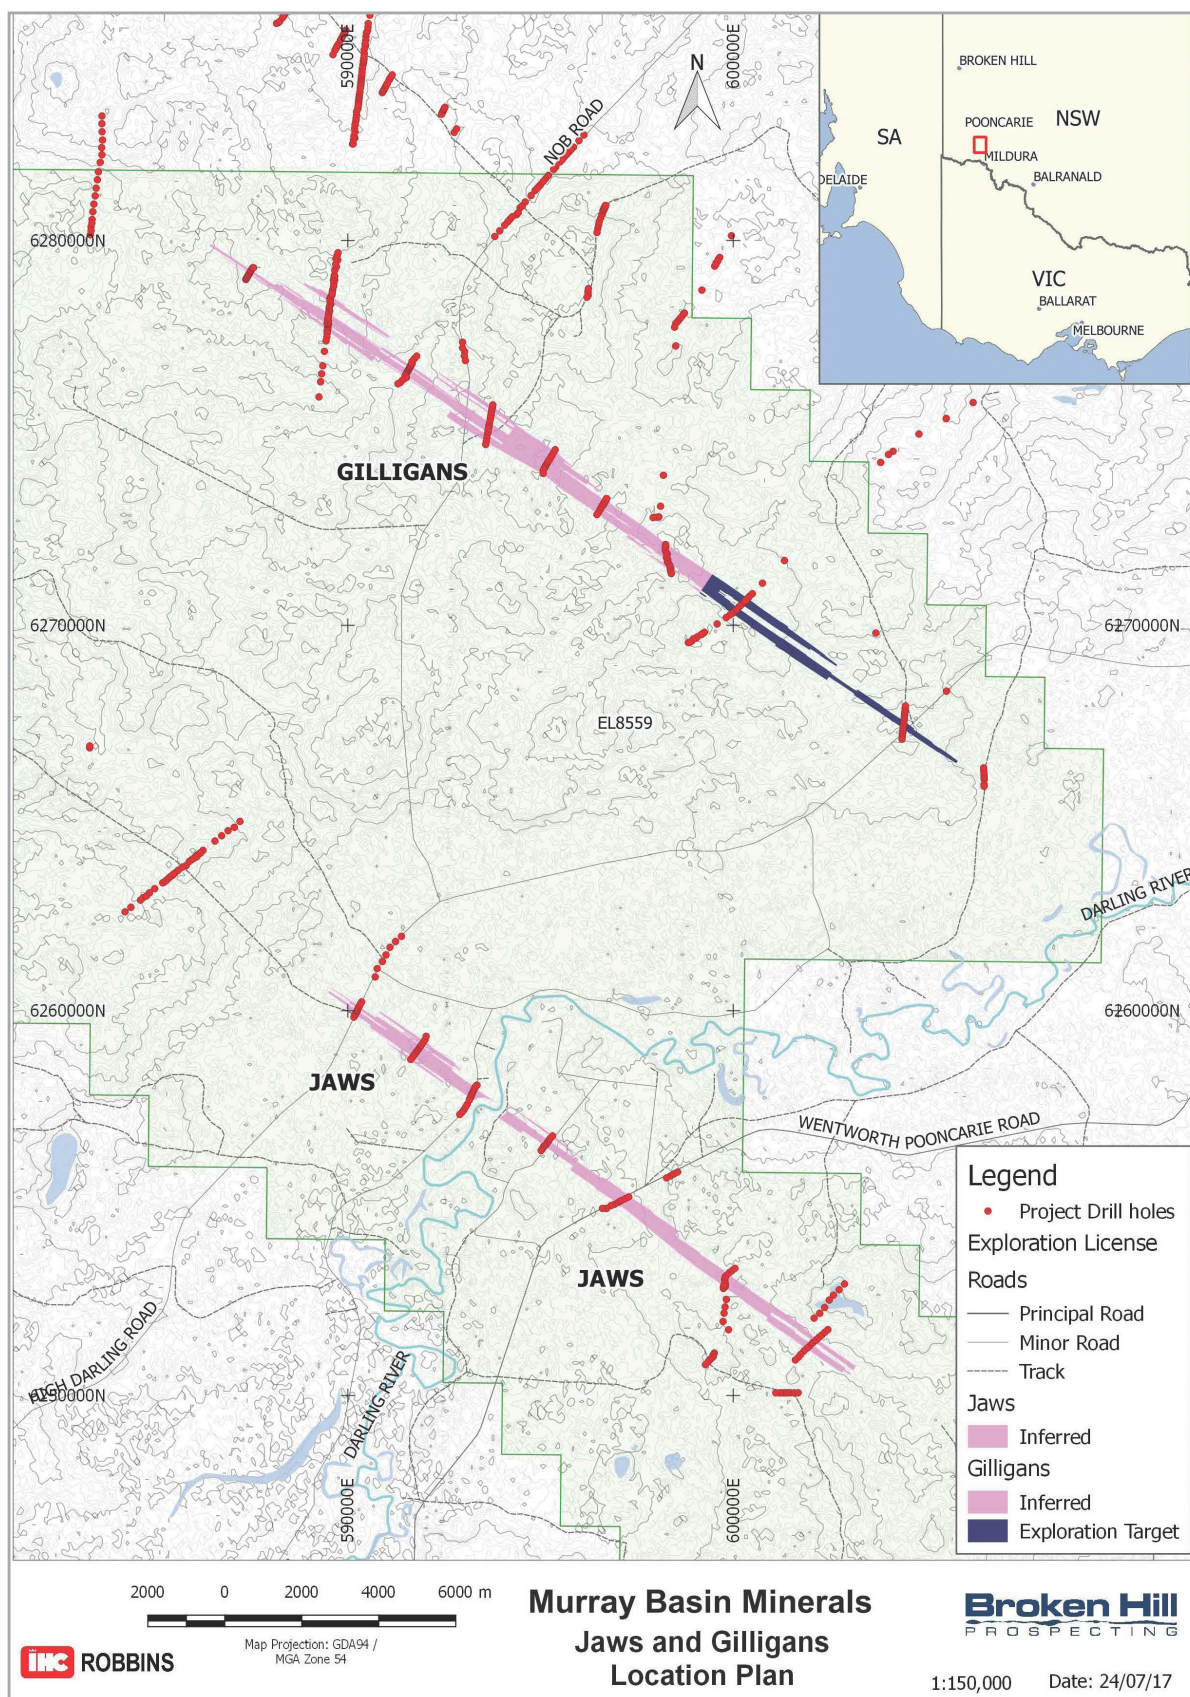 590000E
600000E
N
NOB ROAD
BROKEN HILL
POONCARIE
NSW
SA
MILDURA
BALRANALD
DELAIDE
VIC
BALLARAT
MELBOURNE
6280000N
GILLIGANS
6270000N
6270000N
EL8559
DARLING RIVER
6260000N
6260000N
JAWS
WENTWORTH POONCARIE ROAD
JAWS
HIGH DARLING ROAD
6250000N
DARLING RIVER
590000E
600000E
Legend
Project Drill holes
Exploration License
Roads
Principal Road
Minor Road
Track
Jaws
Inferred
Gilligans
Inferred
Exploration Target
2000 0 2000 4000 6000 m
Map Projection: GDA94 /
MGA Zone 54
IHC ROBBINS
Murray Basin Minerals
Jaws and Gilligans
Location Plan
Broken Hill
PROSPECTING
1:150,000 Date: 24/07/17